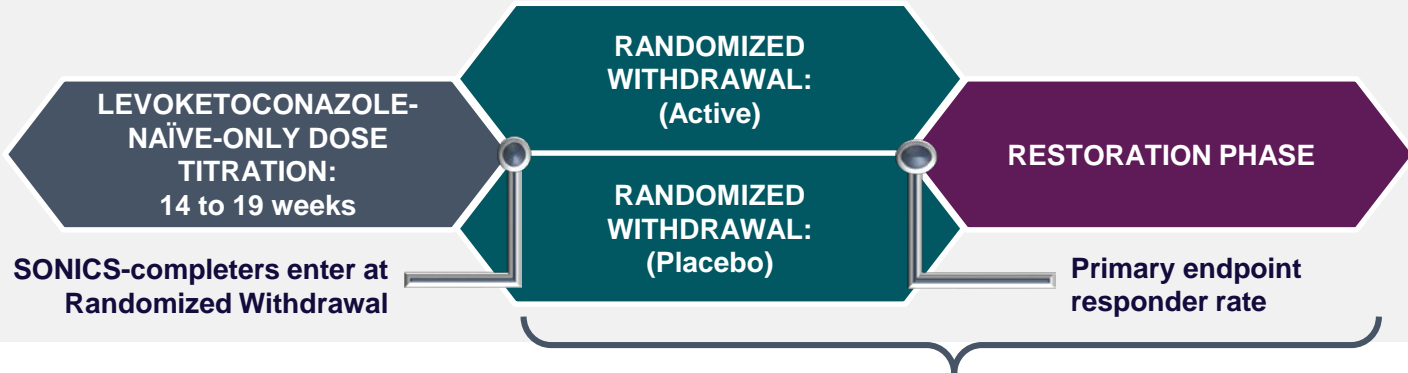 LEVOKETOCONAZOLE-
NAÏVE-ONLY DOSE
TITRATION:
14 to 19 weeks
RANDOMIZED
WITHDRAWAL:
(Active)
RANDOMIZED
WITHDRAWAL:
(Placebo)
RESTORATION PHASE
SONICS-completers enter at
Randomized Withdrawal
Primary endpoint
responder rate